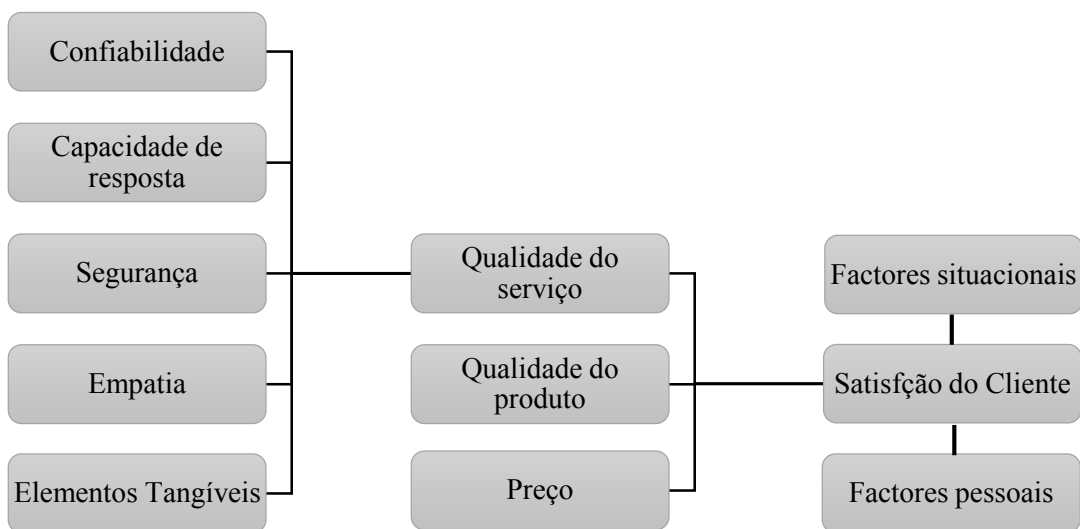 Confiabilidade
Capacidade de
resposta
Segurança
Empatia
Elementos Tangíveis
Qualidade do
serviço
Qualidade do
produto
Preço
Factores situacionais
Satisfção do Cliente
Factores pessoais